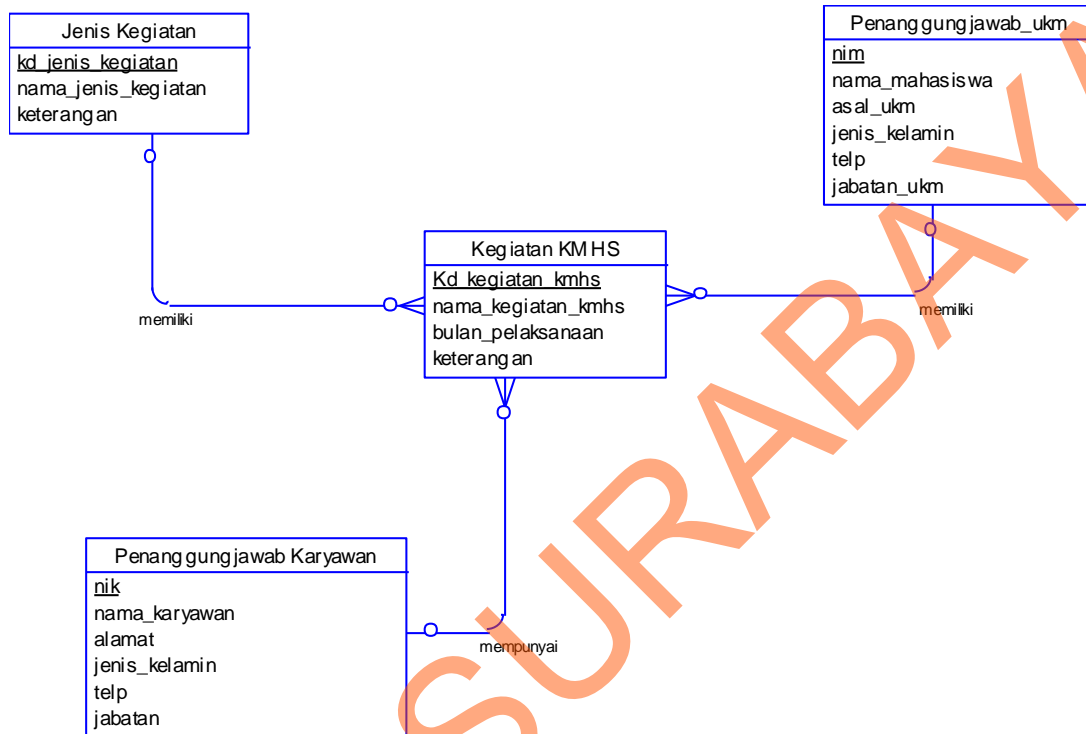 Jenis Kegiatan
kd_jenis_kegiatan
nama_jenis_kegiatan
keterangan
Penanggungjawab_ukm
nim
nama_mahasiswa
asal_ukm
jenis_kelamin
telp
jabatan_ukm
Kegiatan KMHS
Kd_kegiatan_kmhs
nama_kegiatan_kmhs
bulan_pelaksanaan
keterangan
memiliki
memiliki
Penanggungjawab Karyawan
nik
nama_karyawan
alamat
jenis_kelamin
telp
jabatan
mempunyai
SURABAYA